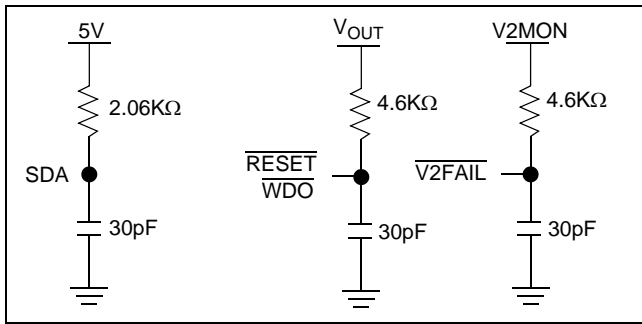 5V
2.06KΩ
SDA
30pF
VOUT
4.6KΩ
RESET
WDO
30pF
V2MON
4.6KΩ
V2FAIL
30pF